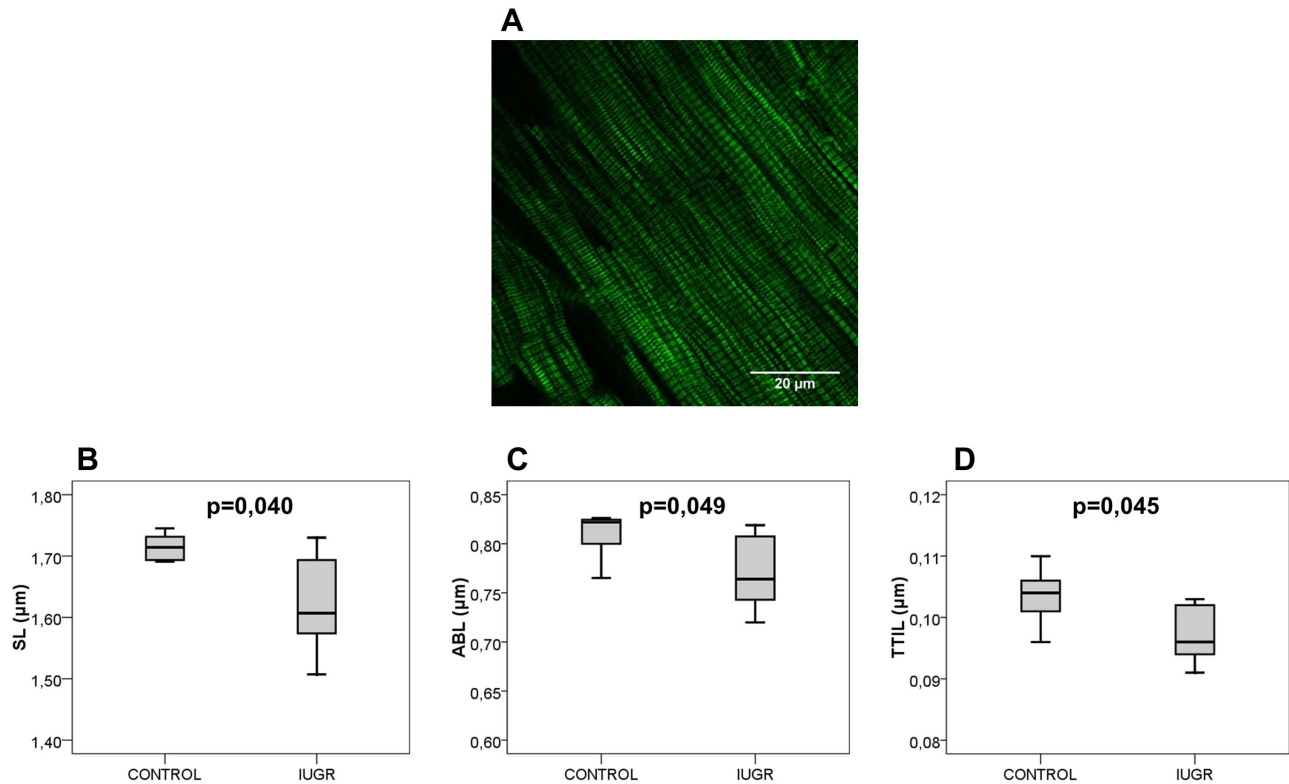 A
20 µm
B
p=0,040
SL (µm)
1,80
1,70
1,60
1,50
1,40
CONTROL IUGR
C
p=0,049
ABL (µm)
0,85
0,80
0,75
0,70
0,65
0,60
CONTROL IUGR
D
p=0,045
TTIL (µm)
0,12
0,11
0,10
0,09
0,08
CONTROL IUGR